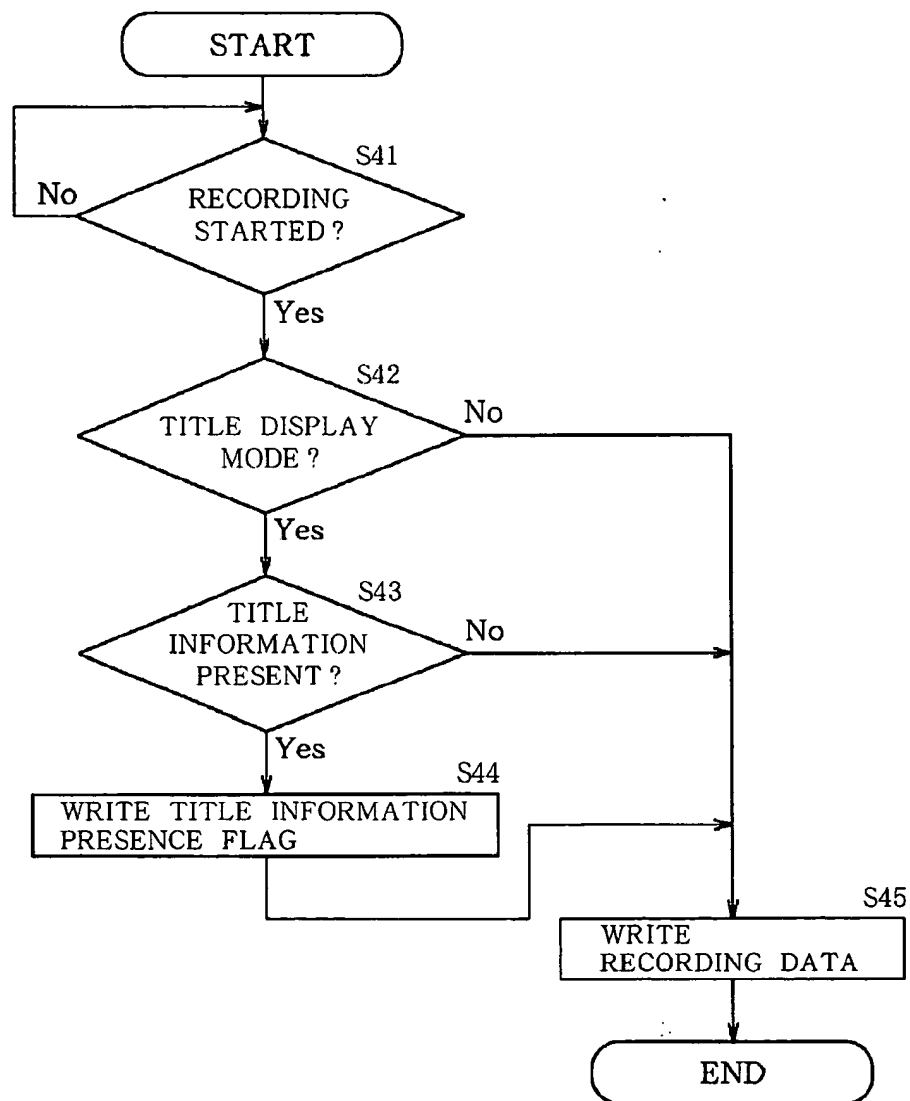 START
S41
No
RECORDING
STARTED?
Yes
S42
No
TITLE DISPLAY
MODE?
Yes
S43
TITLE
INFORMATION
PRESENT?
No
Yes
S44
WRITE TITLE INFORMATION
PRESENCE FLAG
S45
WRITE
RECORDING DATA
END